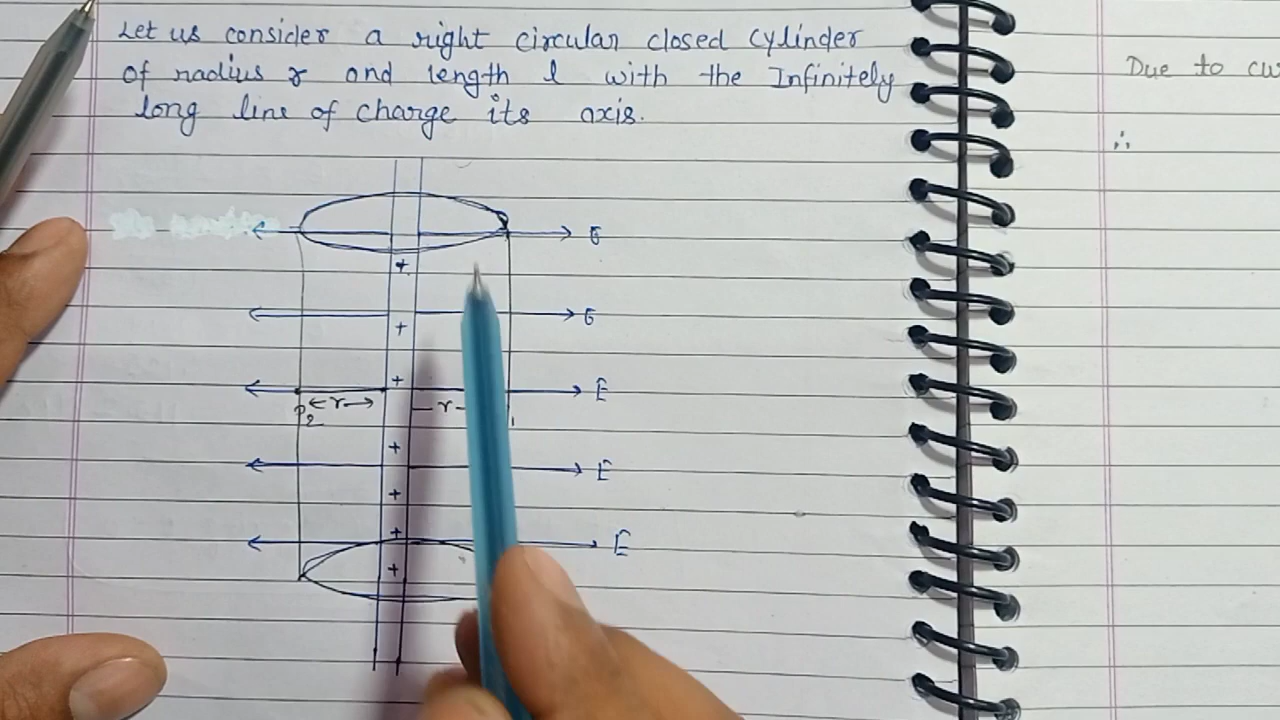 Let us consider a right circular closed cylinder
of radius r and length l with the Infinitely
long line of charge its axis.
Due to
∴
E
+
E
+
+
E
P2 ←r→
r
+
E
+
+
E
+